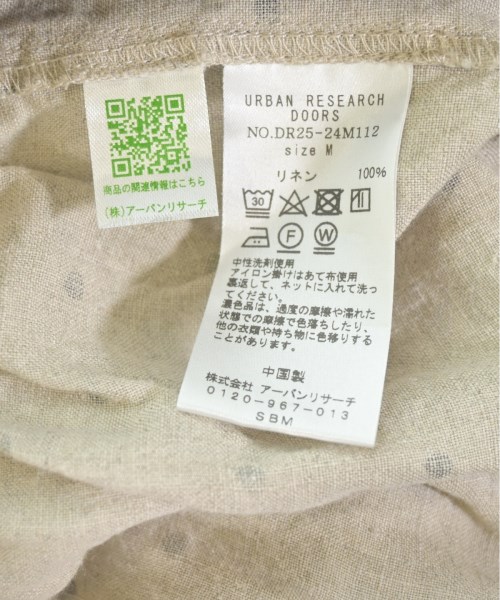 商品の関連情報はこちら
(株)アーバンリサーチ
URBAN RESEARCH
DOORS
NO.DR25-24M112
size M
リネン 100%
30
F W
中性洗剤使用
アイロン掛けはあて布使用
裏返して、ネットに入れて洗っ
てください。
濃色品は、過度の摩擦や濡れた
状態での摩擦で色落ちしたり、
他の衣類や持ち物に色移りする
ことがあります。
中国製
株式会社 アーバンリサーチ
0120-967-013
SBM